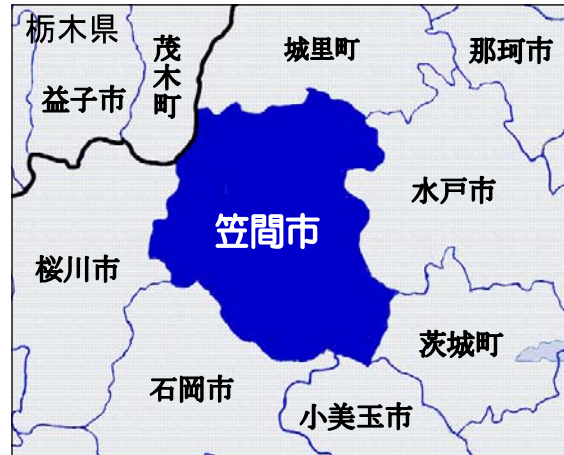 栃木県
茂木町
益子市
城里町
那珂市
水戸市
笠間市
桜川市
茨城町
石岡市
小美玉市